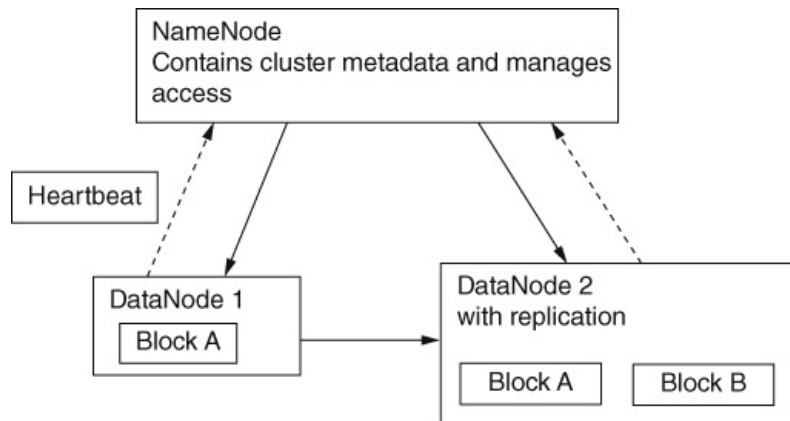 NameNode
Contains cluster metadata and manages
access
Heartbeat
DataNode 1
Block A
DataNode 2
with replication
Block A
Block B